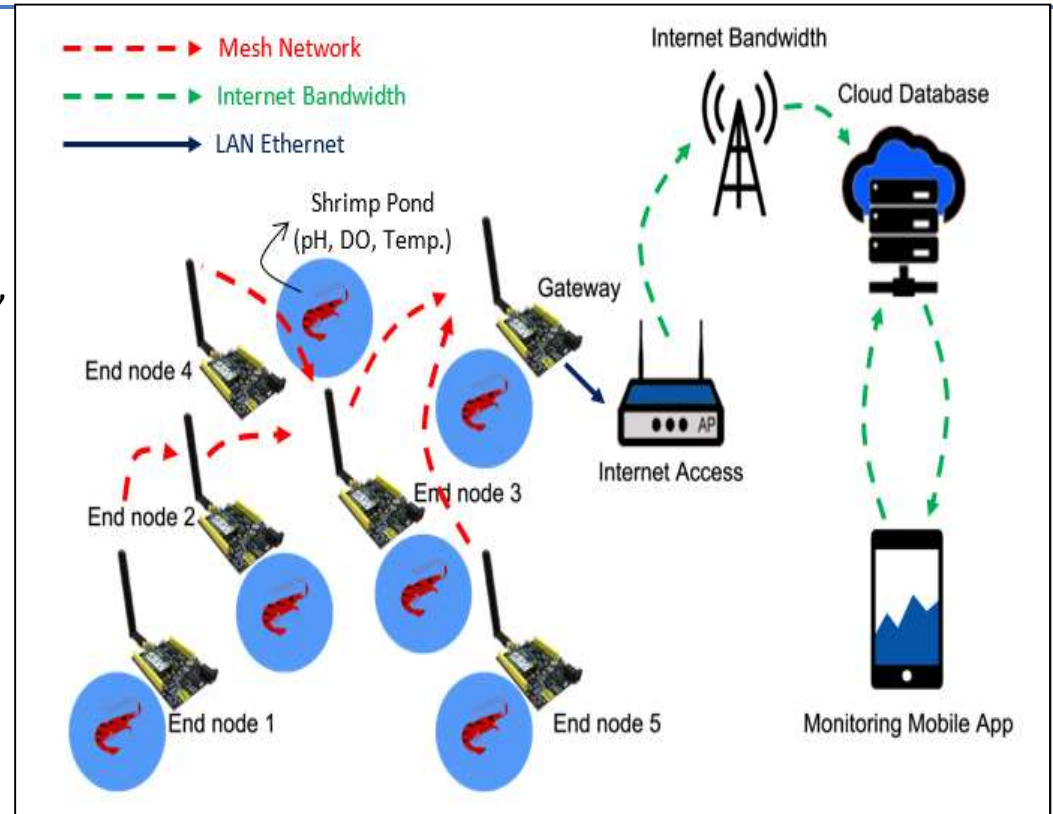 Mesh Network
Internet Bandwidth
LAN Ethernet
Internet Bandwidth
Cloud Database
Shrimp Pond
(pH, DO, Temp.)
Gateway
End node 4
AP
Internet Access
End node 3
End node 2
End node 1
End node 5
Monitoring Mobile App
,